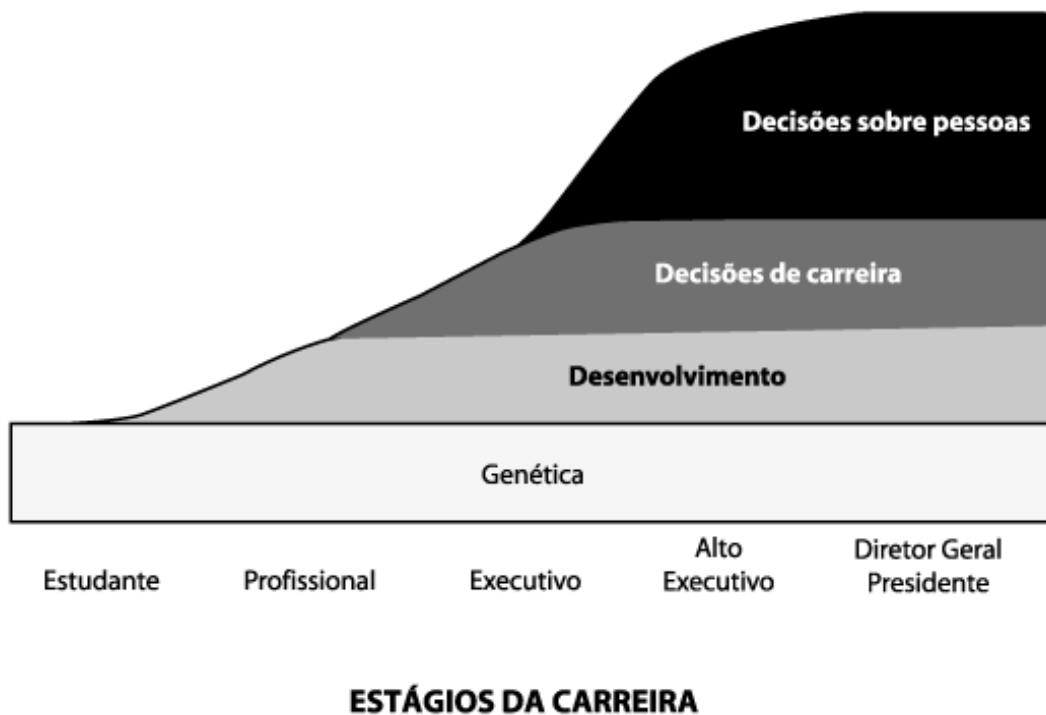 Decisões sobre pessoas
Decisões de carreira
Desenvolvimento
Genética
Estudante
Profissional
Executivo
Alto
Executivo
Diretor Geral
Presidente
ESTÁGIOS DA CARREIRA